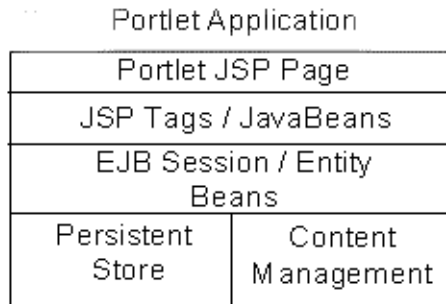 Portlet Application
Portlet JSP Page
JSP Tags / JavaBeans
EJB Session / Entity
Beans
Persistent
Store
Content
Management